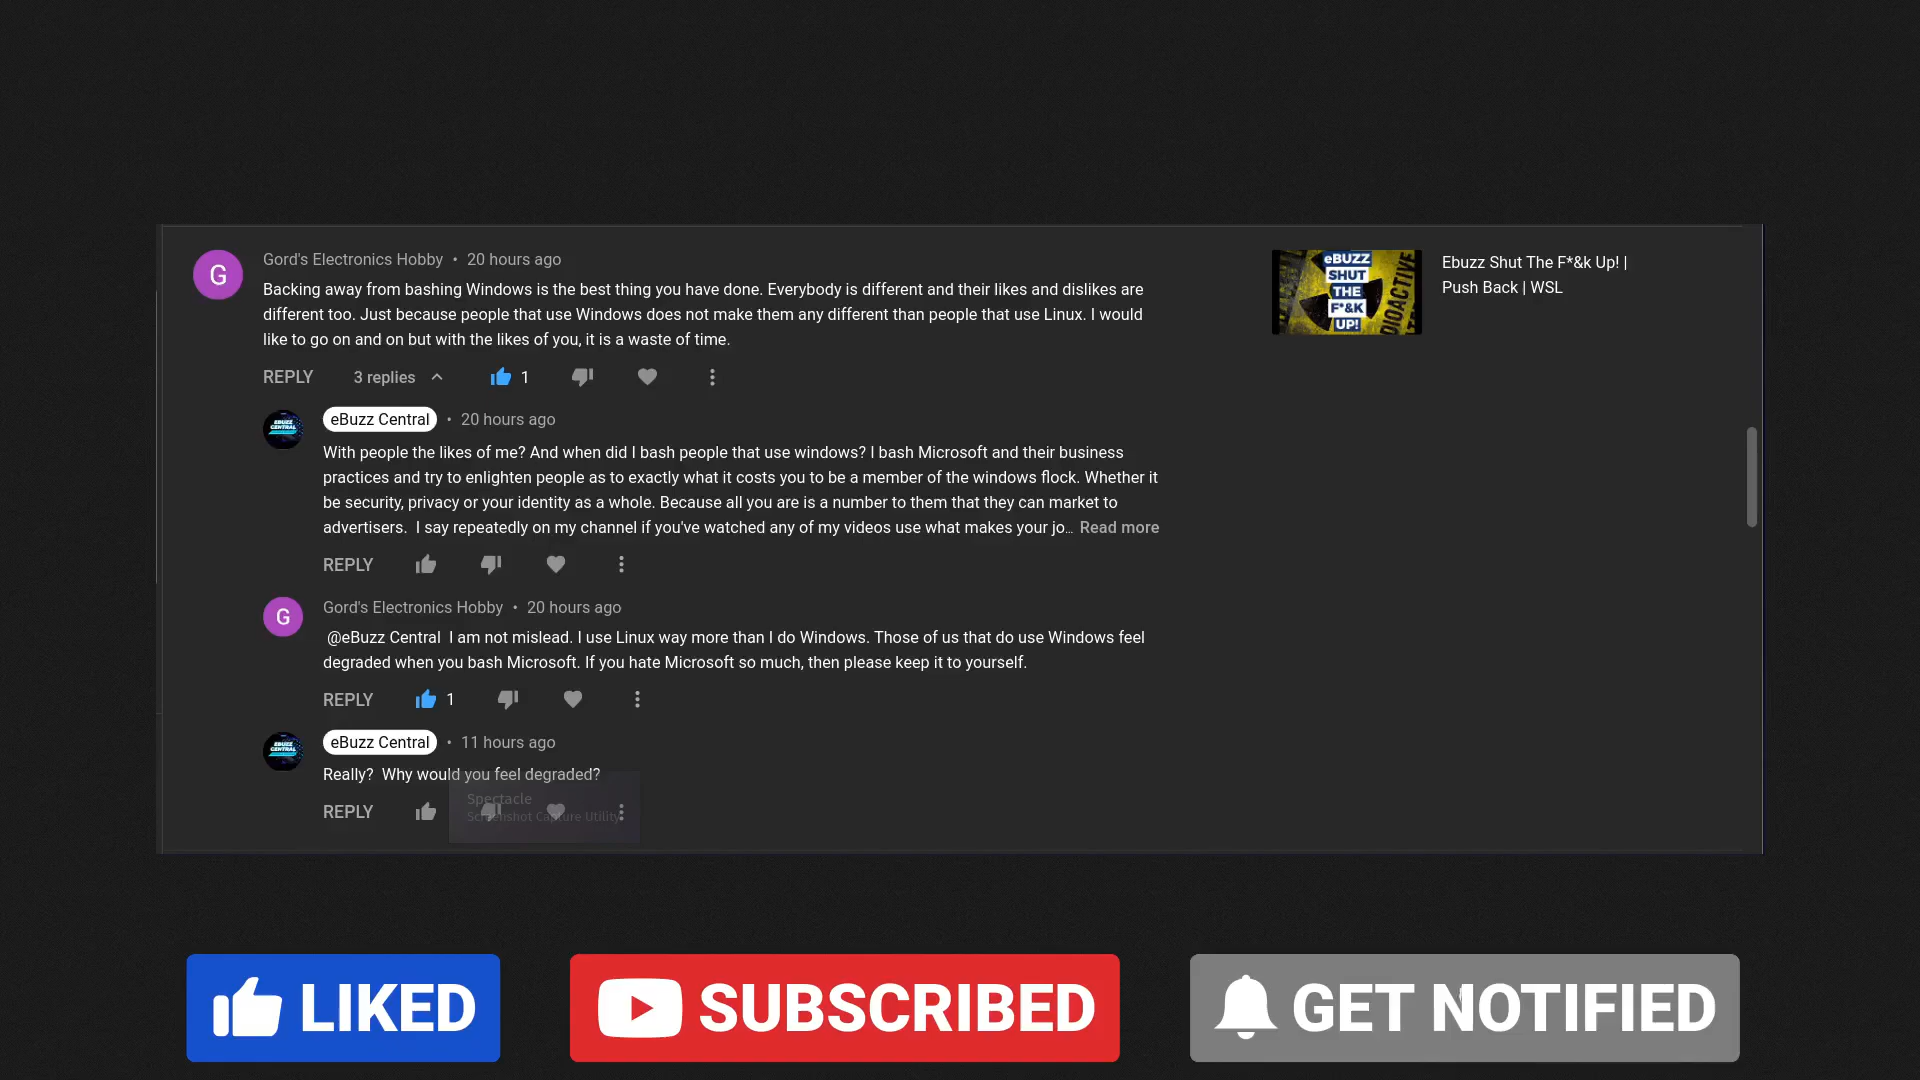 Gord's Electronics Hobby • 20 hours ago
Backing away from bashing Windows is the best thing you have done. Everybody is different and their likes and dislikes are
different too. Just because people that use Windows does not make them any different than people that use Linux. I would
like to go on and on but with the likes of you, it is a waste of time.
REPLY 3 replies 1
eBuzz Central • 20 hours ago
With people the likes of me? And when did I bash people that use windows? I bash Microsoft and their business
practices and try to enlighten people as to exactly what it costs you to be a member of the windows flock. Whether it
be security, privacy or your identity as a whole. Because all you are is a number to them that they can market to
advertisers.  I say repeatedly on my channel if you've watched any of my videos use what makes your jo... Read more
REPLY
Gord's Electronics Hobby • 20 hours ago
@eBuzz Central  I am not mislead. I use Linux way more than I do Windows. Those of us that do use Windows feel
degraded when you bash Microsoft. If you hate Microsoft so much, then please keep it to yourself.
REPLY 1
eBuzz Central • 11 hours ago
Really?  Why would you feel degraded?
REPLY
Spectacle
Screenshot Capture Utility
G
G
EBUZZ
CENTRAL
EBUZZ
CENTRAL
eBUZZ
SHUT
THE
F*&K
UP!
DIOACTIVE
Ebuzz Shut The F*&k Up! |
Push Back | WSL
LIKED
SUBSCRIBED
GET NOTIFIED